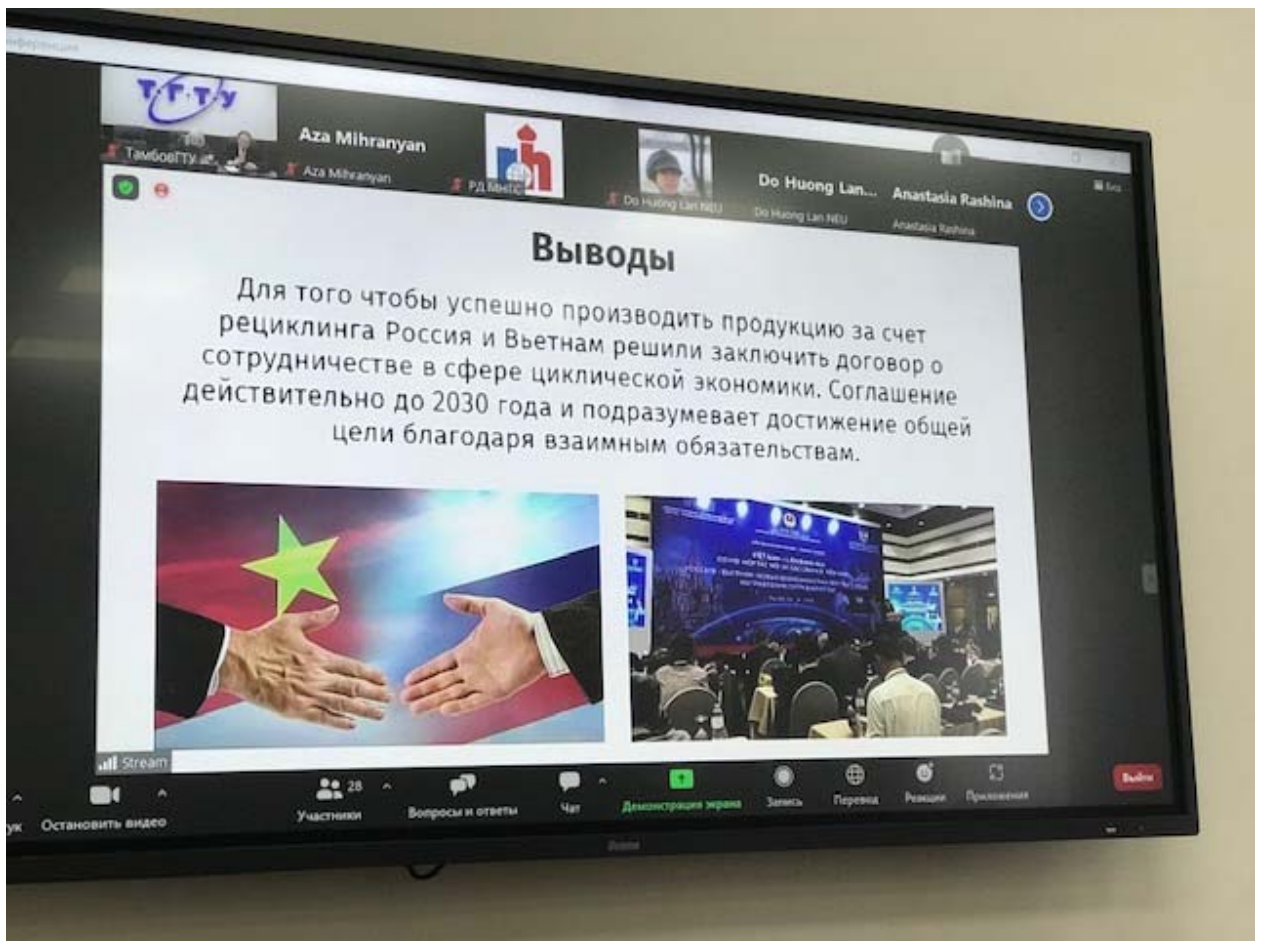 конференция
Т.Г.Т.У
ТамбовГТУ
Aza Mihranyan
Aza Mihranyan
Do Huong Lan NEU
Do Huong Lan...
Do Huong Lan NEU
Anastasia Rashina
Anastasia Rashina
Вид
Выводы
Для того чтобы успешно производить продукцию за счет
рециклинга Россия и Вьетнам решили заключить договор о
сотрудничестве в сфере циклической экономики. Соглашение
действительно до 2030 года и подразумевает достижение общей
цели благодаря взаимным обязательствам.
Stream
ук
Остановить видео
28
Участники
Вопросы и ответы
Чат
Демонстрация экрана
Запись
Перевод
Реакции
Приложения
Выйти